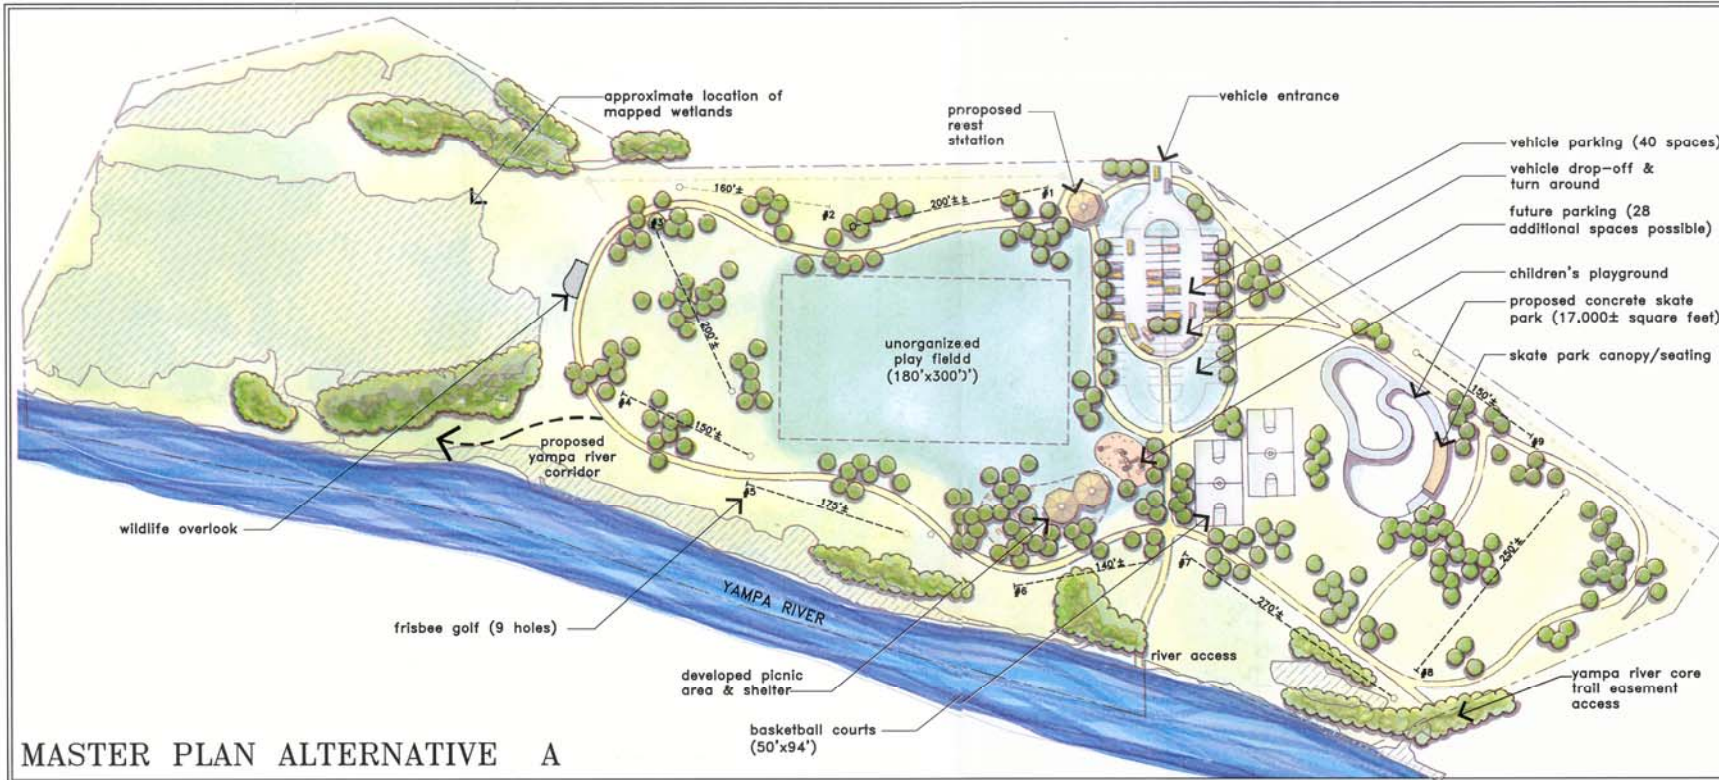 approximate location of
mapped wetlands
pnroposed
reest
sttation
vehicle entrance
vehicle parking (40 spaces)
vehicle drop-off &
turn around
future parking (28
additional spaces possible)
children's playground
proposed concrete skate
park (17,000± square feet)
skate park canopy/seating
160'±
#2
200'±±
#1
#3
200'±
unorganizeed
play fieldd
(180'x300')')
#4
150'±
150'±
#9
proposed
yampa river
corridor
#5
175'±
wildlife overlook
frisbee golf (9 holes)
YAMPA RIVER
140'±
#6
#7
270'±
250'±
#8
river access
developed picnic
area & shelter
basketball courts
(50'x94')
yampa river core
trail easement
access
MASTER PLAN ALTERNATIVE A